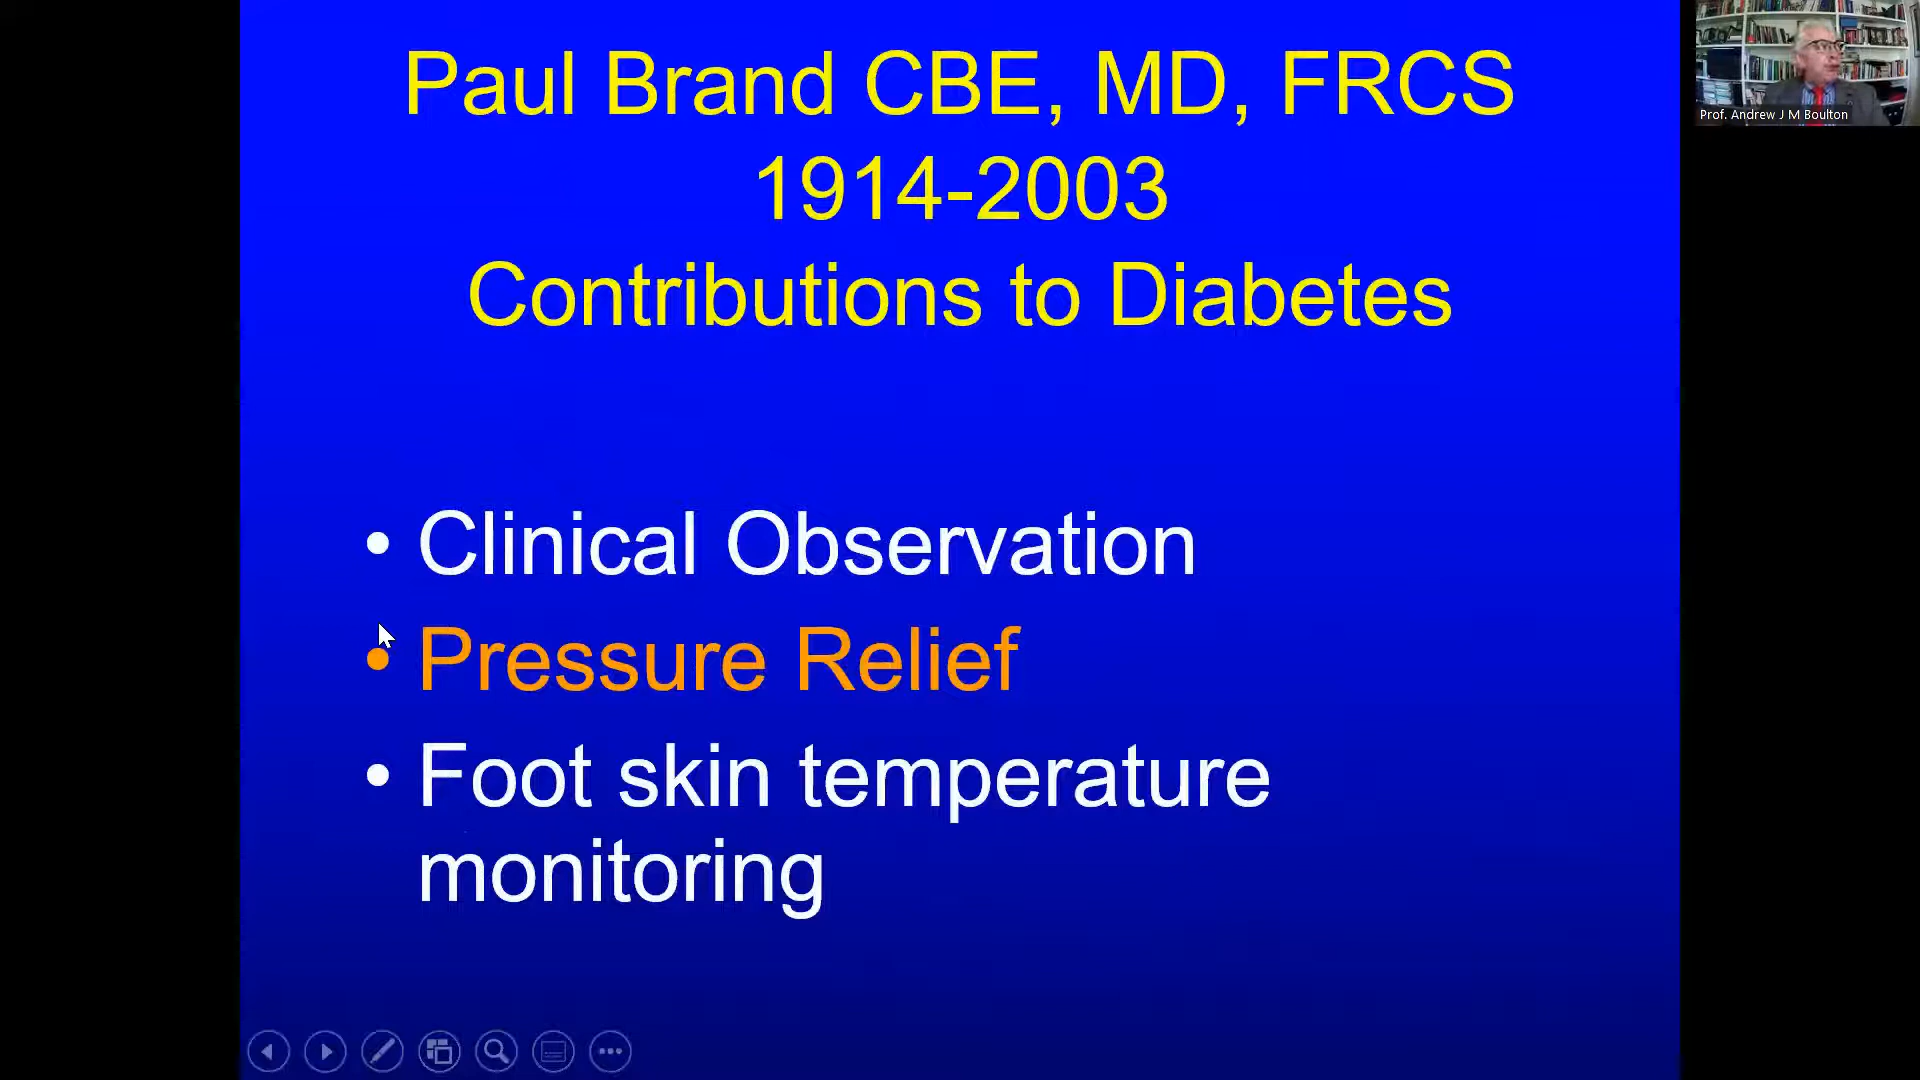 Paul Brand CBE, MD, FRCS
1914-2003
Contributions to Diabetes
• Clinical Observation
• Pressure Relief
• Foot skin temperature
monitoring
Prof. Andrew J M Boulton